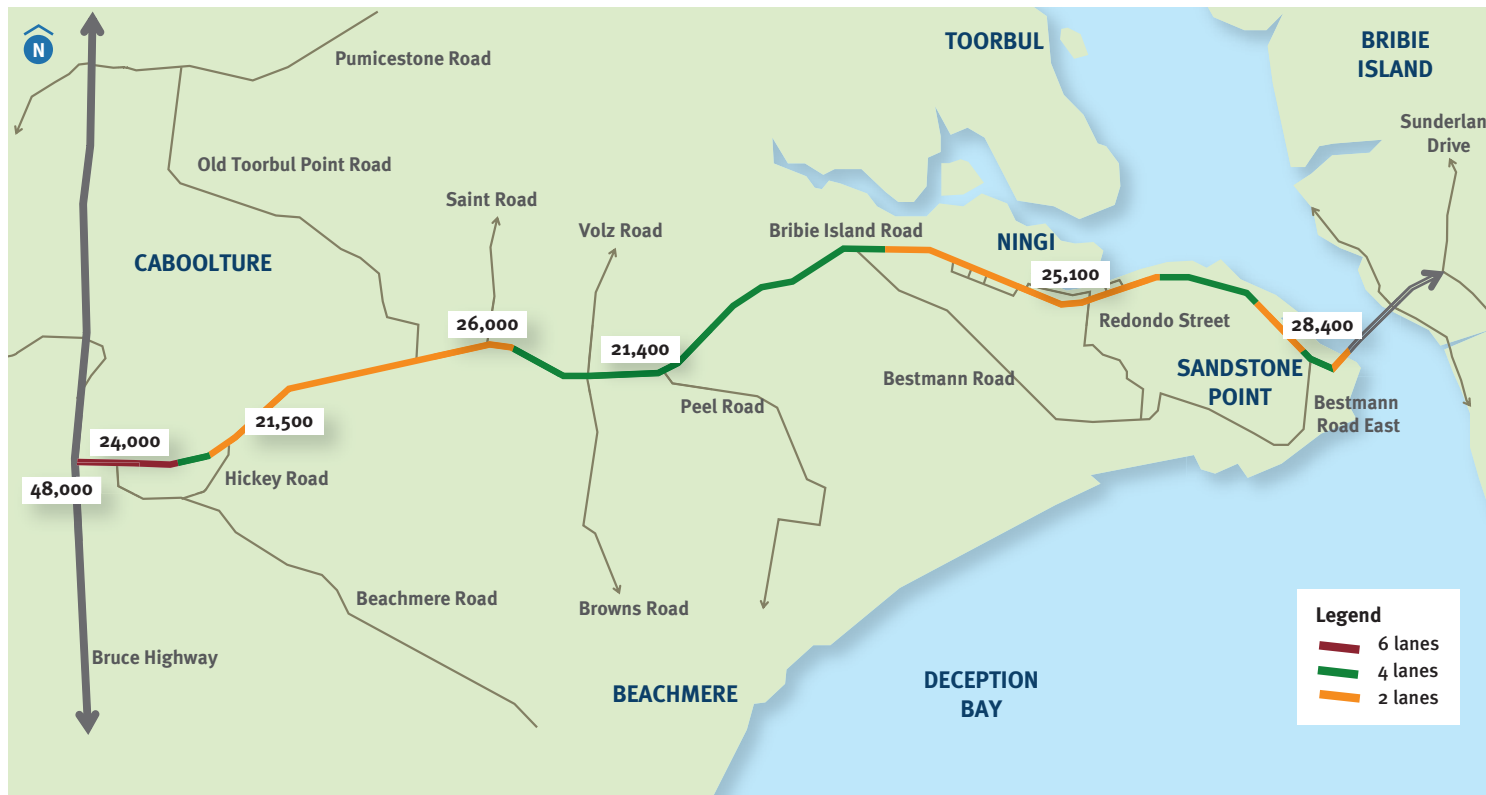 N
TOORBUL
BRIBIE
ISLAND
Pumicestone Road
Sunderlan
Drive
Old Toorbul Point Road
Saint Road
Volz Road
Bribie Island Road
NINGI
CABOOLTURE
25,100
26,000
28,400
Redondo Street
21,400
SANDSTONE
POINT
Bestmann Road
Peel Road
Bestmann
Road East
21,500
24,000
Hickey Road
48,000
Beachmere Road
Browns Road
Bruce Highway
BEACHMERE
DECEPTION
BAY
Legend
6 lanes
4 lanes
2 lanes